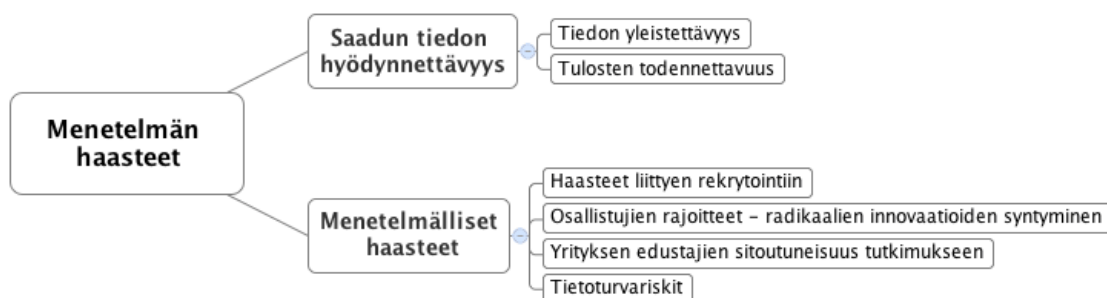 Menetelmän
haasteet
Saadun tiedon
hyödynnettävyys
Tiedon yleistettävyys
Tulosten todennettavuus
Menetelmälliset
haasteet
Haasteet liittyen rekrytointiin
Osallistujien rajoitteet – radikaalien innovaatioiden syntyminen
Yrityksen edustajien sitoutuneisuus tutkimukseen
Tietoturvariskit